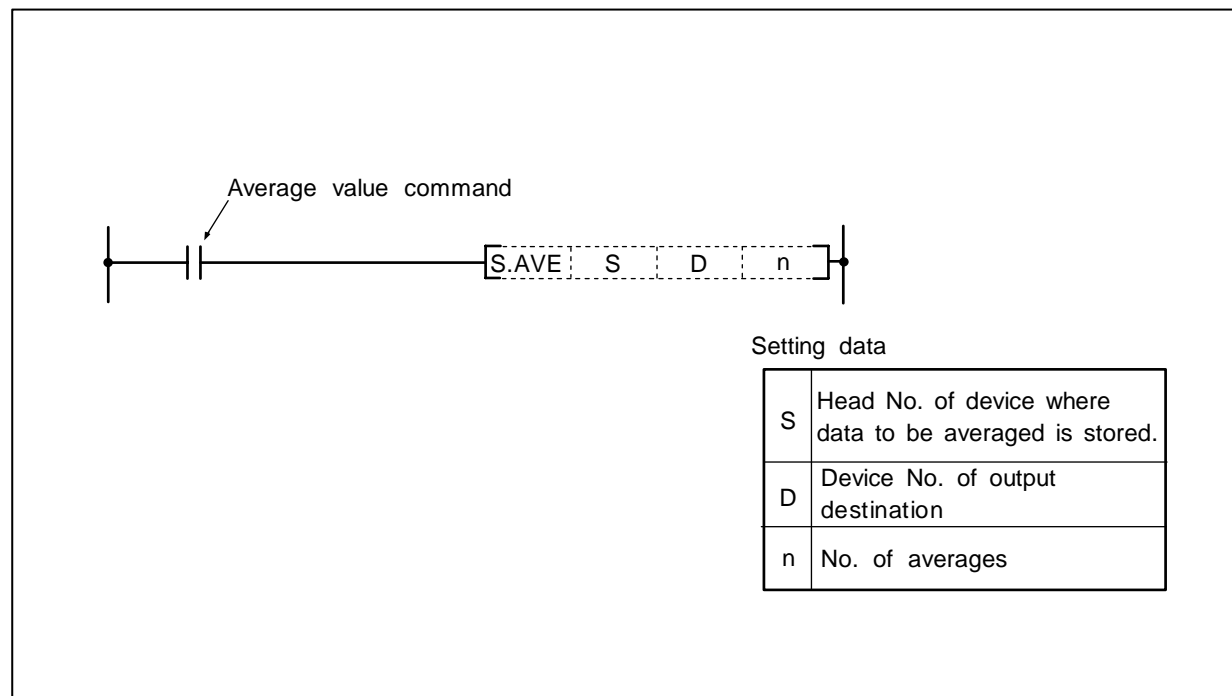 Average value command
S.AVE S D n
Setting data
S Head No. of device where
data to be averaged is stored.
D Device No. of output
destination
n No. of averages